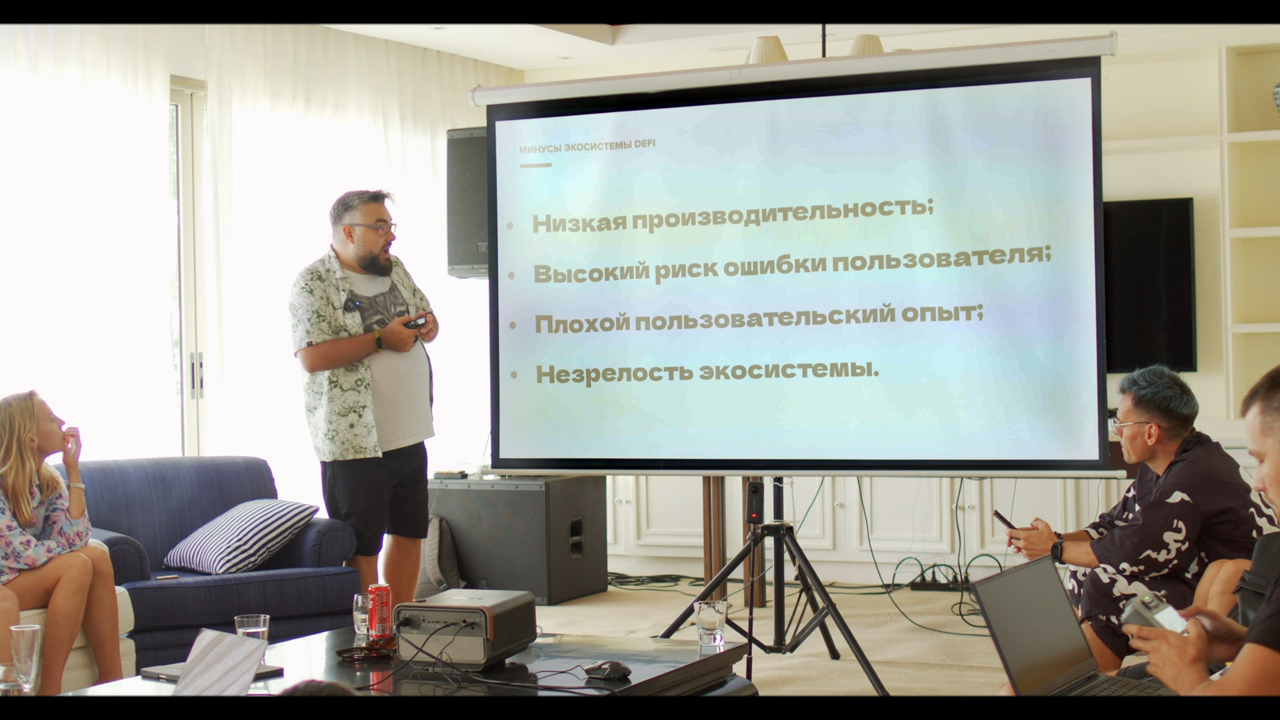 МИНУСЫ ЭКОСИСТЕМЫ DEFI
• Низкая производительность;
• Высокий риск ошибки пользователя;
• Плохой пользовательский опыт;
• Незрелость экосистемы.